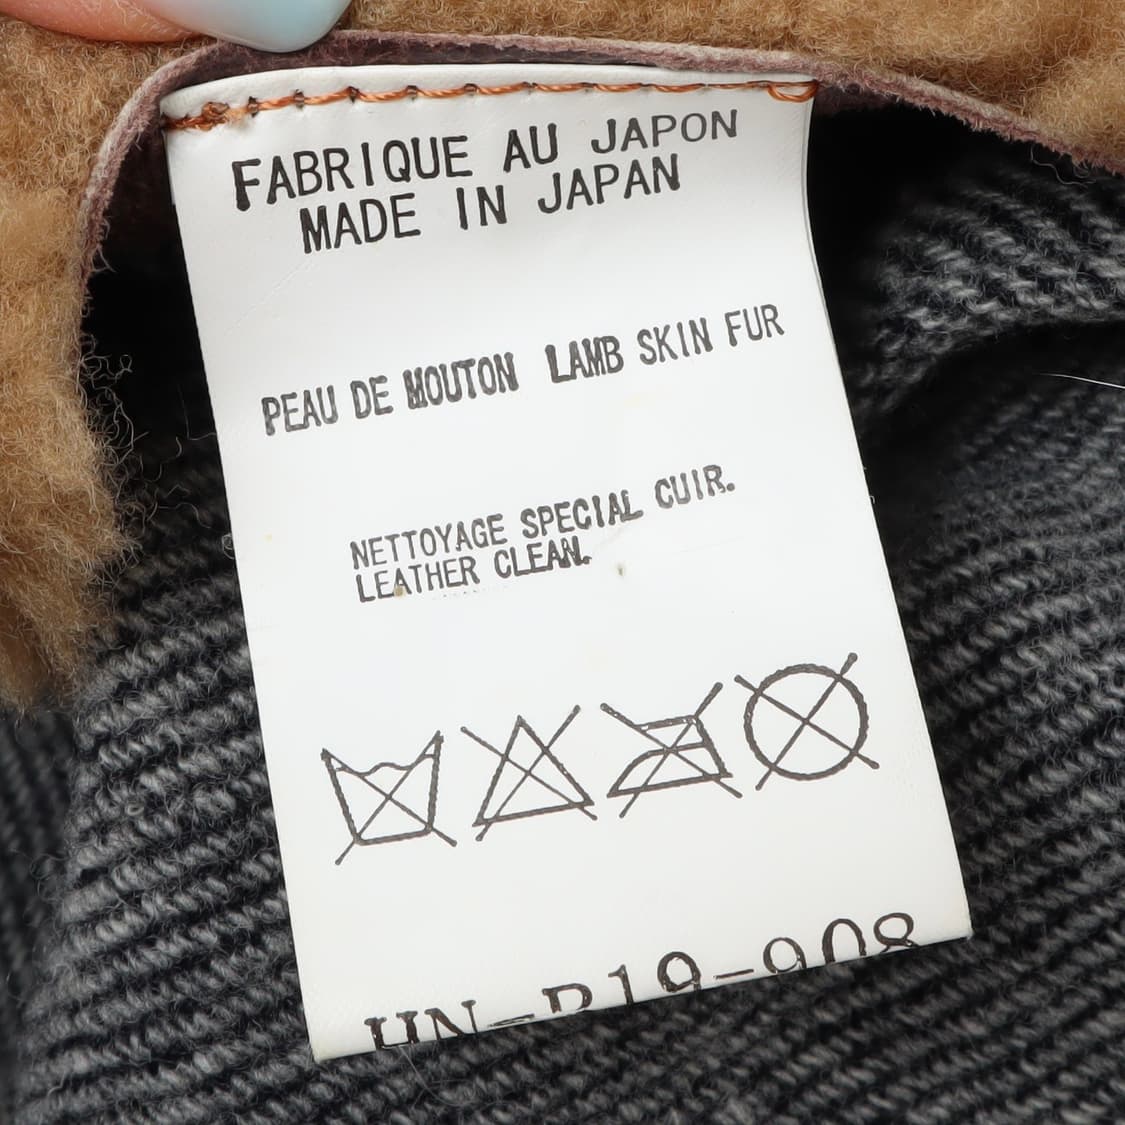 FABRIQUE AU JAPON
MADE IN JAPAN
PEAU DE MOUTON LAMB SKIN FUR
NETTOYAGE SPECIAL CUIR.
LEATHER CLEAN.